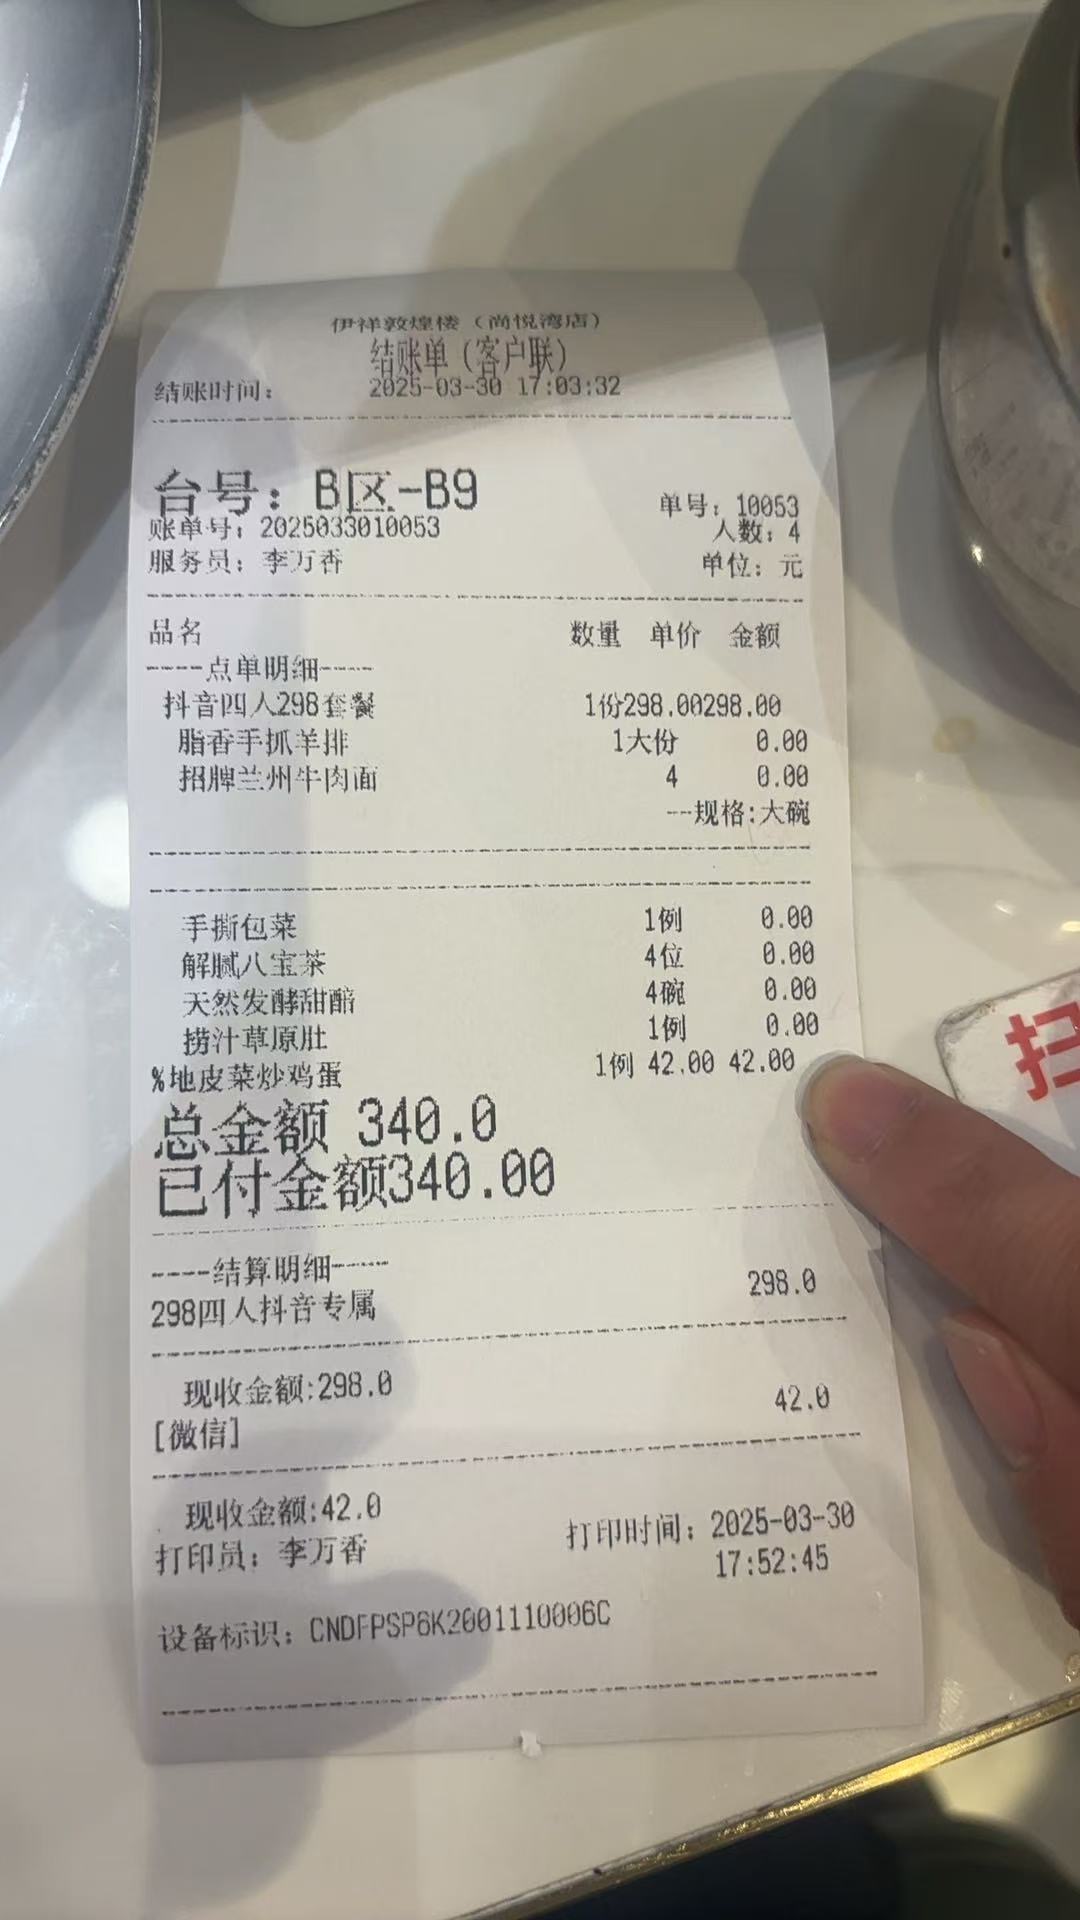 伊祥敦煌楼（尚悦湾店）
结账单（客户联）
结账时间： 2025-03-30 17:03:32
台号：B区-B9
单号：10053
账单号：2025033010053 人数：4
服务员：李万香 单位：元
品名 数量 单价 金额
----点单明细----
抖音四人298套餐 1份298.00298.00
脂香手抓羊排 1大份 0.00
招牌兰州牛肉面 4 0.00
--规格:大碗
手撕包菜 1例 0.00
解腻八宝茶 4位 0.00
天然发酵甜醅 4碗 0.00
捞汁草原肚 1例 0.00
%地皮菜炒鸡蛋 1例 42.00 42.00
总金额 340.0
已付金额340.00
----结算明细----
298四人抖音专属 298.0
现收金额:298.0
[微信] 42.0
现收金额:42.0
打印员：李万香 打印时间：2025-03-30
17:52:45
设备标识：CNDFPSP6K2001110006C
扫